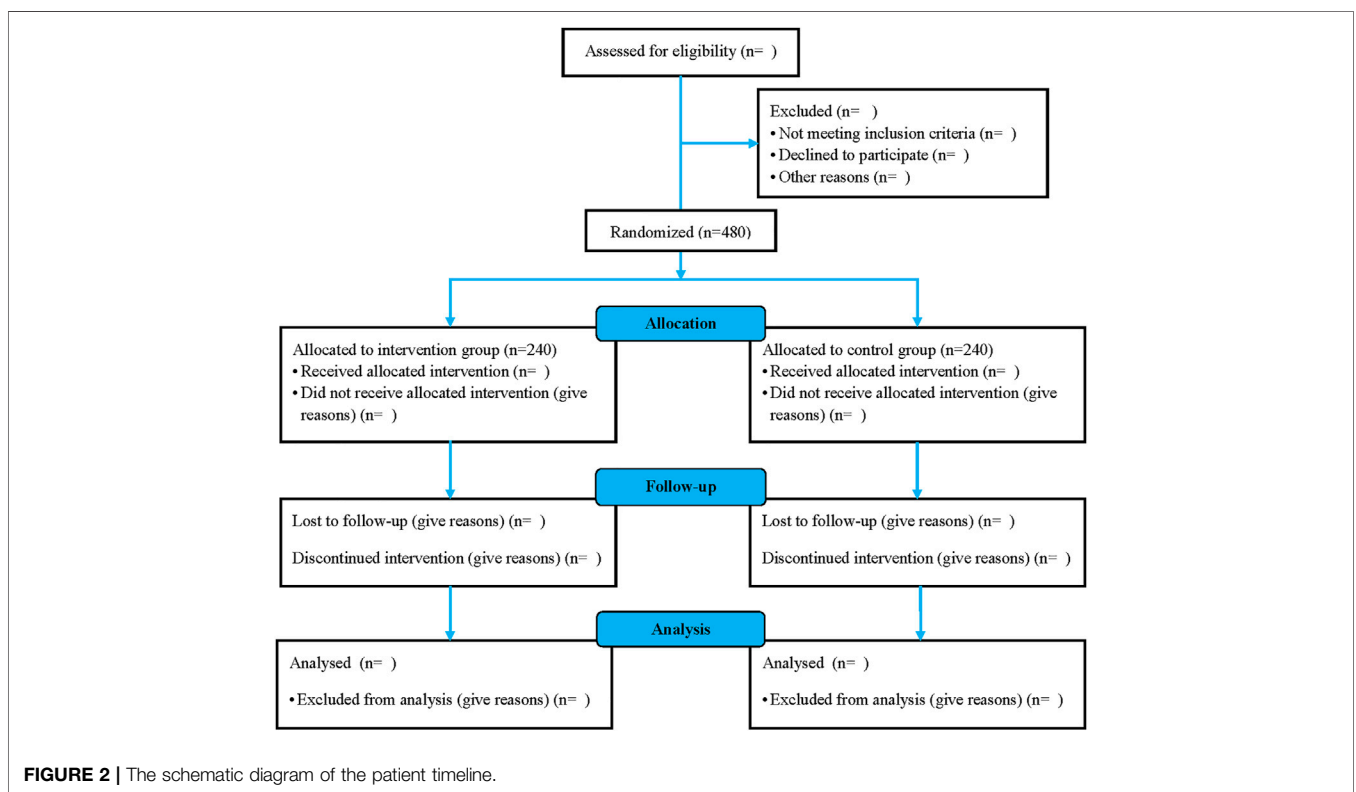 Assessed for eligibility (n=  )
Excluded (n=  )
• Not meeting inclusion criteria (n=  )
• Declined to participate (n=  )
• Other reasons (n=  )
Randomized (n=480)
Allocation
Allocated to intervention group (n=240)
• Received allocated intervention (n=  )
• Did not receive allocated intervention (give
reasons) (n=  )
Allocated to control group (n=240)
• Received allocated intervention (n=  )
• Did not receive allocated intervention (give
reasons) (n=  )
Follow-up
Lost to follow-up (give reasons) (n=  )
Discontinued intervention (give reasons) (n=  )
Lost to follow-up (give reasons) (n=  )
Discontinued intervention (give reasons) (n=  )
Analysis
Analysed (n=  )
• Excluded from analysis (give reasons) (n=  )
Analysed (n=  )
• Excluded from analysis (give reasons) (n=  )
FIGURE 2 | The schematic diagram of the patient timeline.